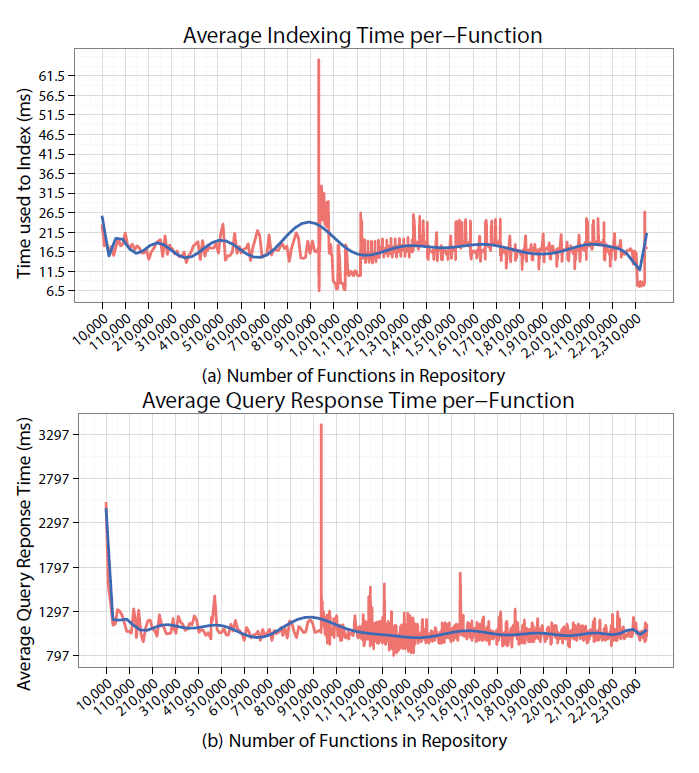 Average Indexing Time per−Function
Time used to Index (ms)
61.5
56.5
51.5
46.5
41.5
36.5
31.5
26.5
21.5
16.5
11.5
6.5
10,000 110,000 210,000 310,000 410,000 510,000 610,000 710,000 810,000 910,000 1,010,000 1,110,000 1,210,000 1,310,000 1,410,000 1,510,000 1,610,000 1,710,000 1,810,000 1,910,000 2,010,000 2,110,000 2,210,000 2,310,000
(a) Number of Functions in Repository
Average Query Response Time per−Function
Average Query Reponse Time (ms)
3297
2797
2297
1797
1297
797
10,000 110,000 210,000 310,000 410,000 510,000 610,000 710,000 810,000 910,000 1,010,000 1,110,000 1,210,000 1,310,000 1,410,000 1,510,000 1,610,000 1,710,000 1,810,000 1,910,000 2,010,000 2,110,000 2,210,000 2,310,000
(b) Number of Functions in Repository